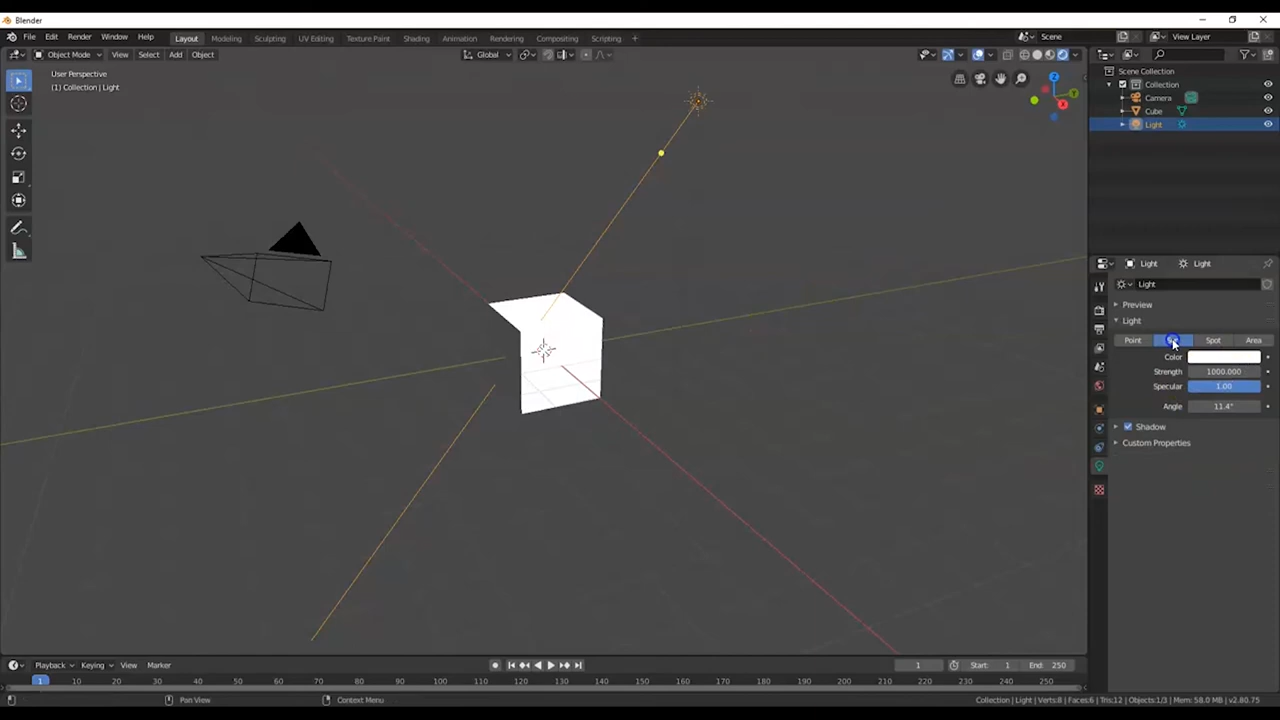 Blender
File Edit Render Window Help Layout Modeling Sculpting UV Editing Texture Paint Shading Animation Rendering Compositing Scripting + Scene View Layer
Object Mode View Select Add Object Global
User Perspective
(1) Collection | Light
Scene Collection
Collection
Camera
Cube
Light
Light Light
Light
Preview
Light
Point Spot Area
Color
Strength 1000.000
Specular 1.00
Angle 11.4°
Shadow
Custom Properties
Playback Keying View Marker 1 Start: 1 End: 250
1 10 20 30 40 50 60 70 80 90 100 110 120 130 140 150 160 170 180 190 200 210 220 230 240 250
Pan View Context Menu Collection | Light | Verts:8 | Faces:6 | Tris:12 | Objects:1/3 | Mem: 58.0 MB | v2.80.75